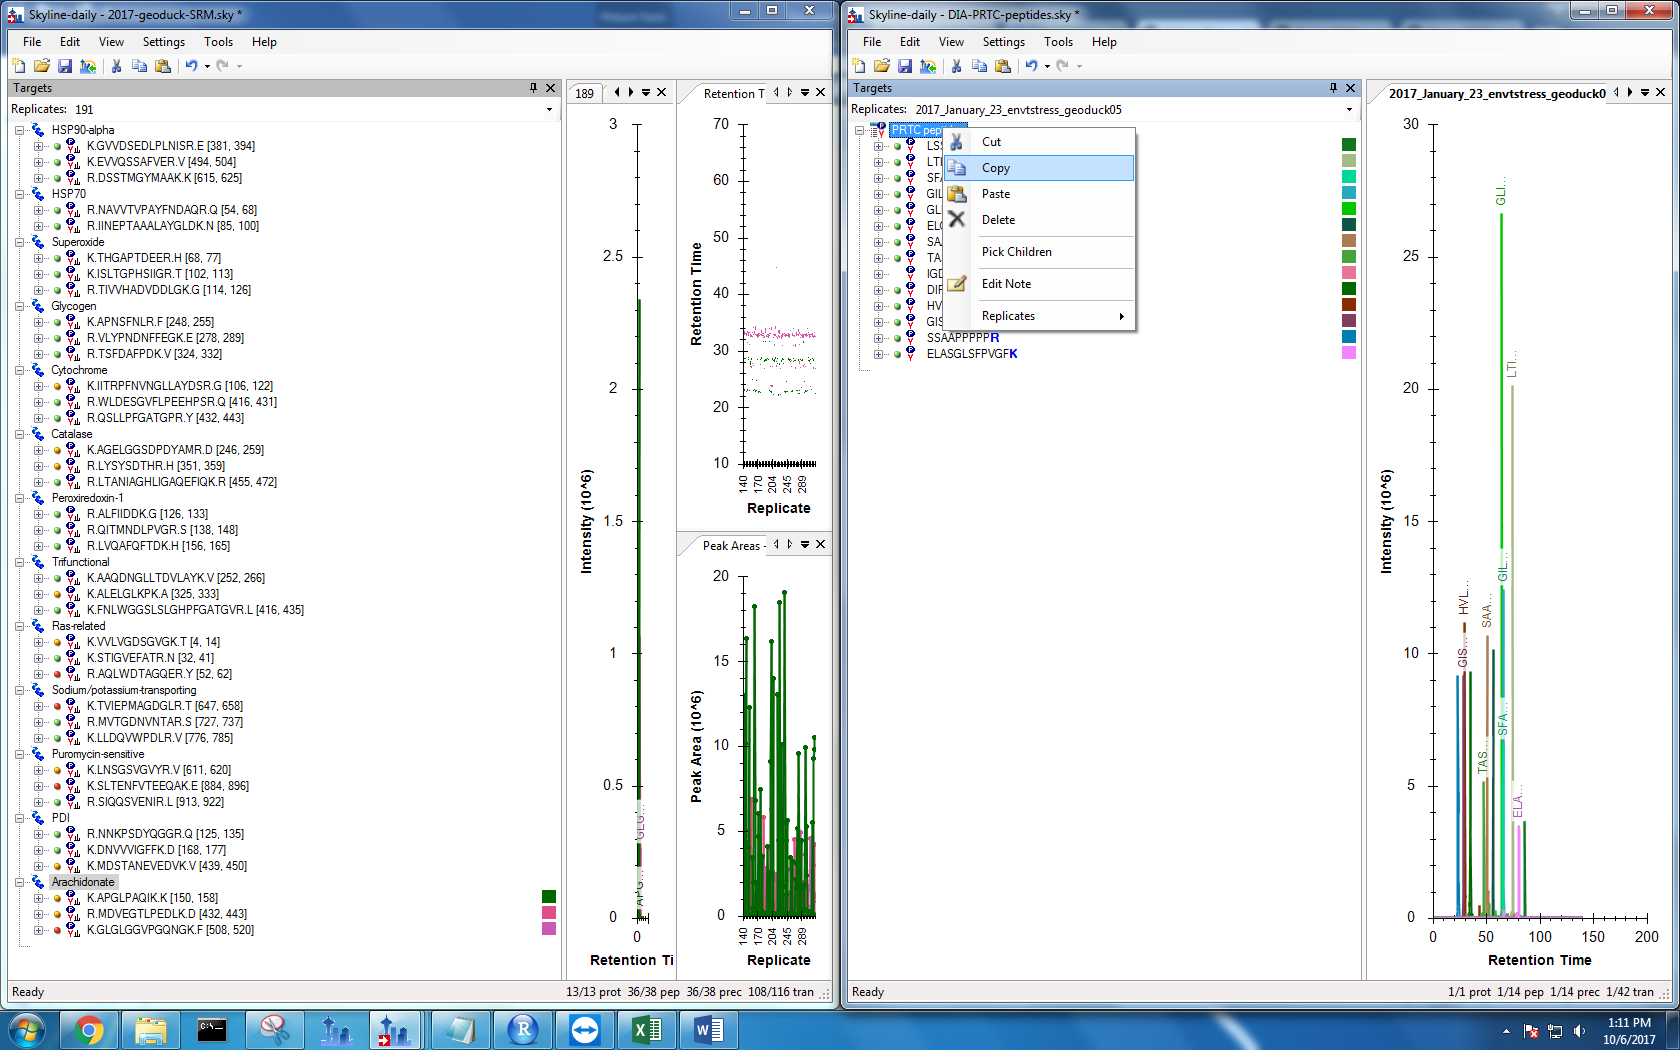 Skyline-daily - 2017-geoduck-SRM.sky *
File Edit View Settings Tools Help
Targets
Replicates: 191
HSP90-alpha
K.GVVDSEDLPLNISR.E [381, 394]
K.EVVQSSAFVER.V [494, 504]
R.DSSTMGYMAAK.K [615, 625]
HSP70
R.NAVVTVPAYFNDAQR.Q [54, 68]
R.IINEPTAAALAYGLDK.N [85, 100]
Superoxide
K.THGAPTDEER.H [68, 77]
K.ISLTGPHSIIGR.T [102, 113]
R.TIVVHADVDDLGK.G [114, 126]
Glycogen
K.APNSFNLR.F [248, 255]
R.VLYPNDNFFEGK.E [278, 289]
R.TSFDAFPDK.V [324, 332]
Cytochrome
K.IITRPFNVNGLLAYDSR.G [106, 122]
R.WLDESGVFLPEEHPSR.Q [416, 431]
R.QSLLPFGATGPR.Y [432, 443]
Catalase
K.AGELGGSDPDYAMR.D [246, 259]
R.LYSYSDTHR.H [351, 359]
R.LTANIAGHLIGAQEFIQK.R [455, 472]
Peroxiredoxin-1
R.ALFIIDDK.G [126, 133]
R.QITMNDLPVGR.S [138, 148]
R.LVQAFQFTDK.H [156, 165]
Trifunctional
K.AAQDNGLLTDVLAYK.V [252, 266]
K.ALELGLKPK.A [325, 333]
K.FNLWGGSLSLGHPFGATGVR.L [416, 435]
Ras-related
K.VVLVGDSGVGK.T [4, 14]
K.STIGVEFATR.N [32, 41]
R.AQLWDTAGQER.Y [52, 62]
Sodium/potassium-transporting
K.TVIEPMAGDGLR.T [647, 658]
R.MVTGDNVNTAR.S [727, 737]
K.LLDQVWPDLR.V [776, 785]
Puromycin-sensitive
K.LNSGSVGVYR.V [611, 620]
K.SLTENFVTEEQAK.E [884, 896]
R.SIQQSVENIR.L [913, 922]
PDI
R.NNKPSDYQGGR.Q [125, 135]
K.DNVVVIGFFK.D [168, 177]
K.MDSTANEVEDVK.V [439, 450]
Arachidonate
K.APGLPAQIK.K [150, 158]
R.MDVEGTLPEDLK.D [432, 443]
K.GLGLGGVPGQNGK.F [508, 520]
189
3
2.5
2
1.5
1
0.5
0
Intensity (10^6)
GLG...
APG...
0
Retention Ti
Retention T
70
60
50
40
30
20
10
Retention Time
140 170 204 245 289
Replicate
Peak Areas -
20
15
10
5
0
Peak Area (10^6)
140 170 204 245 289
Replicate
Ready
13/13 prot 36/38 pep 36/38 prec 108/116 tran
Skyline-daily - DIA-PRTC-peptides.sky *
File Edit View Settings Tools Help
Targets
Replicates: 2017_January_23_envtstress_geoduck05
PRTC pep
LS
LT
SF
GIL
GL
EL
SA
TA
IGD
DI
HV
GIS
SSAAPPPPPR
ELASGLSFPVGFK
Cut
Copy
Paste
Delete
Pick Children
Edit Note
Replicates
2017_January_23_envtstress_geoduck0
30
25
20
15
10
5
0
Intensity (10^6)
GLI...
LTI...
GIL...
HVL...
SAA...
GIS...
SFA...
TAS...
ELA...
0 50 100 150 200
Retention Time
Ready
1/1 prot 1/14 pep 1/14 prec 1/42 tran
C:\
R
1:11 PM
10/6/2017